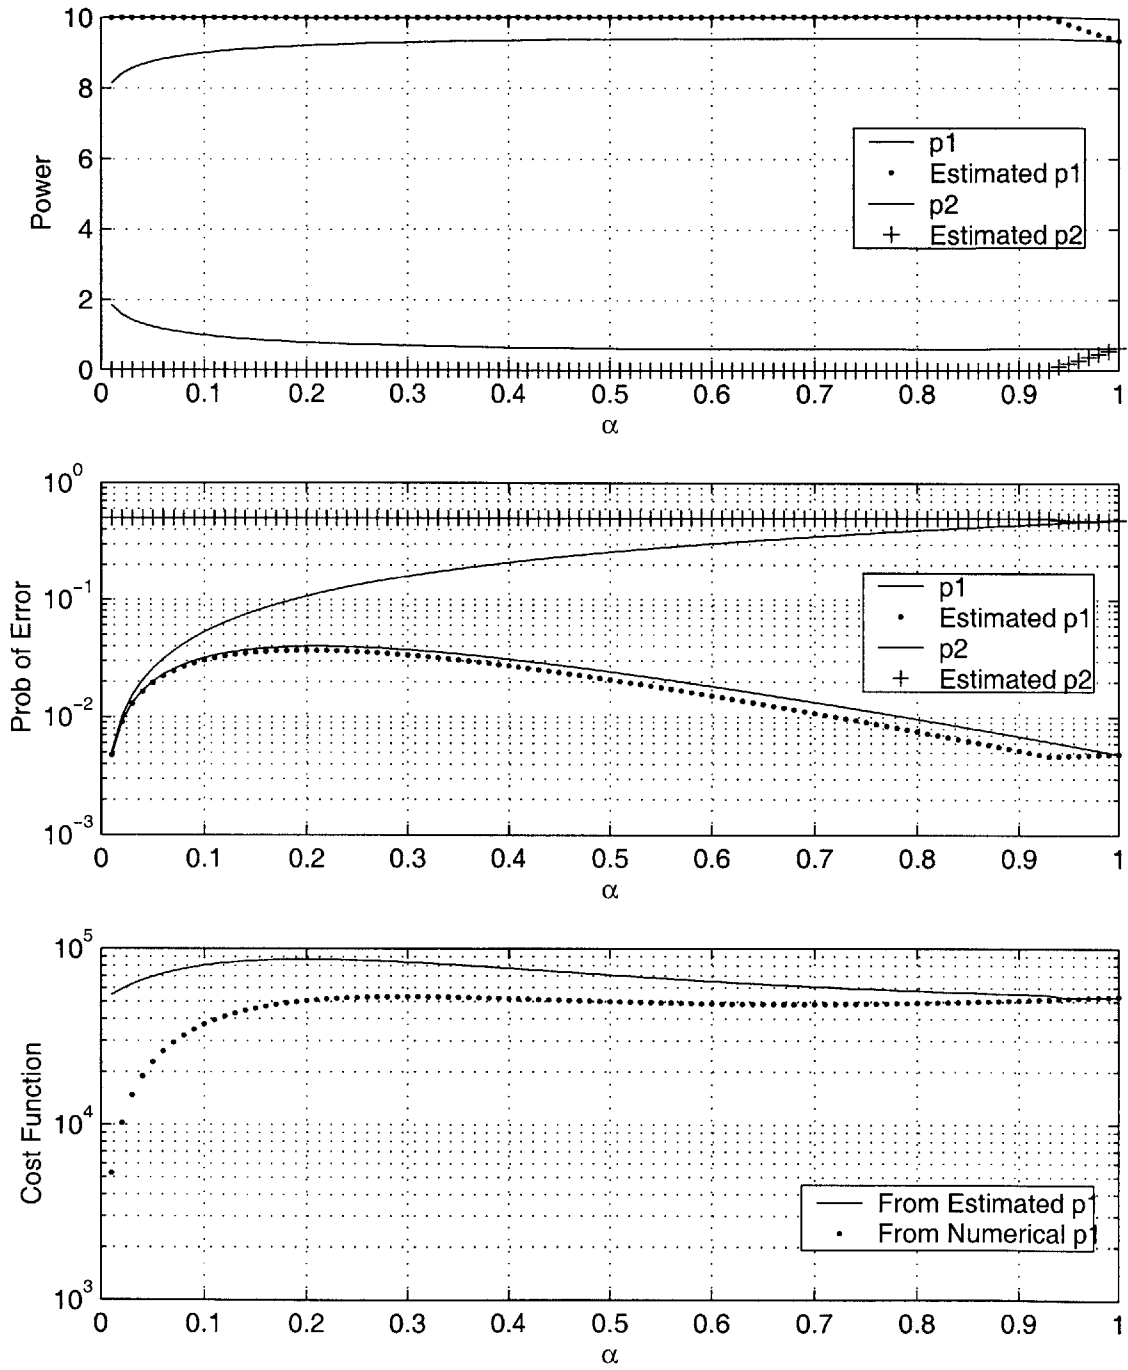 10
8
6
4
2
0
Power
p1
Estimated p1
p2
Estimated p2
0 0.1 0.2 0.3 0.4 0.5 0.6 0.7 0.8 0.9 1
α
10^0
10^-1
10^-2
10^-3
Prob of Error
p1
Estimated p1
p2
Estimated p2
0 0.1 0.2 0.3 0.4 0.5 0.6 0.7 0.8 0.9 1
α
10^5
10^4
10^3
Cost Function
From Estimated p1
From Numerical p1
0 0.1 0.2 0.3 0.4 0.5 0.6 0.7 0.8 0.9 1
α